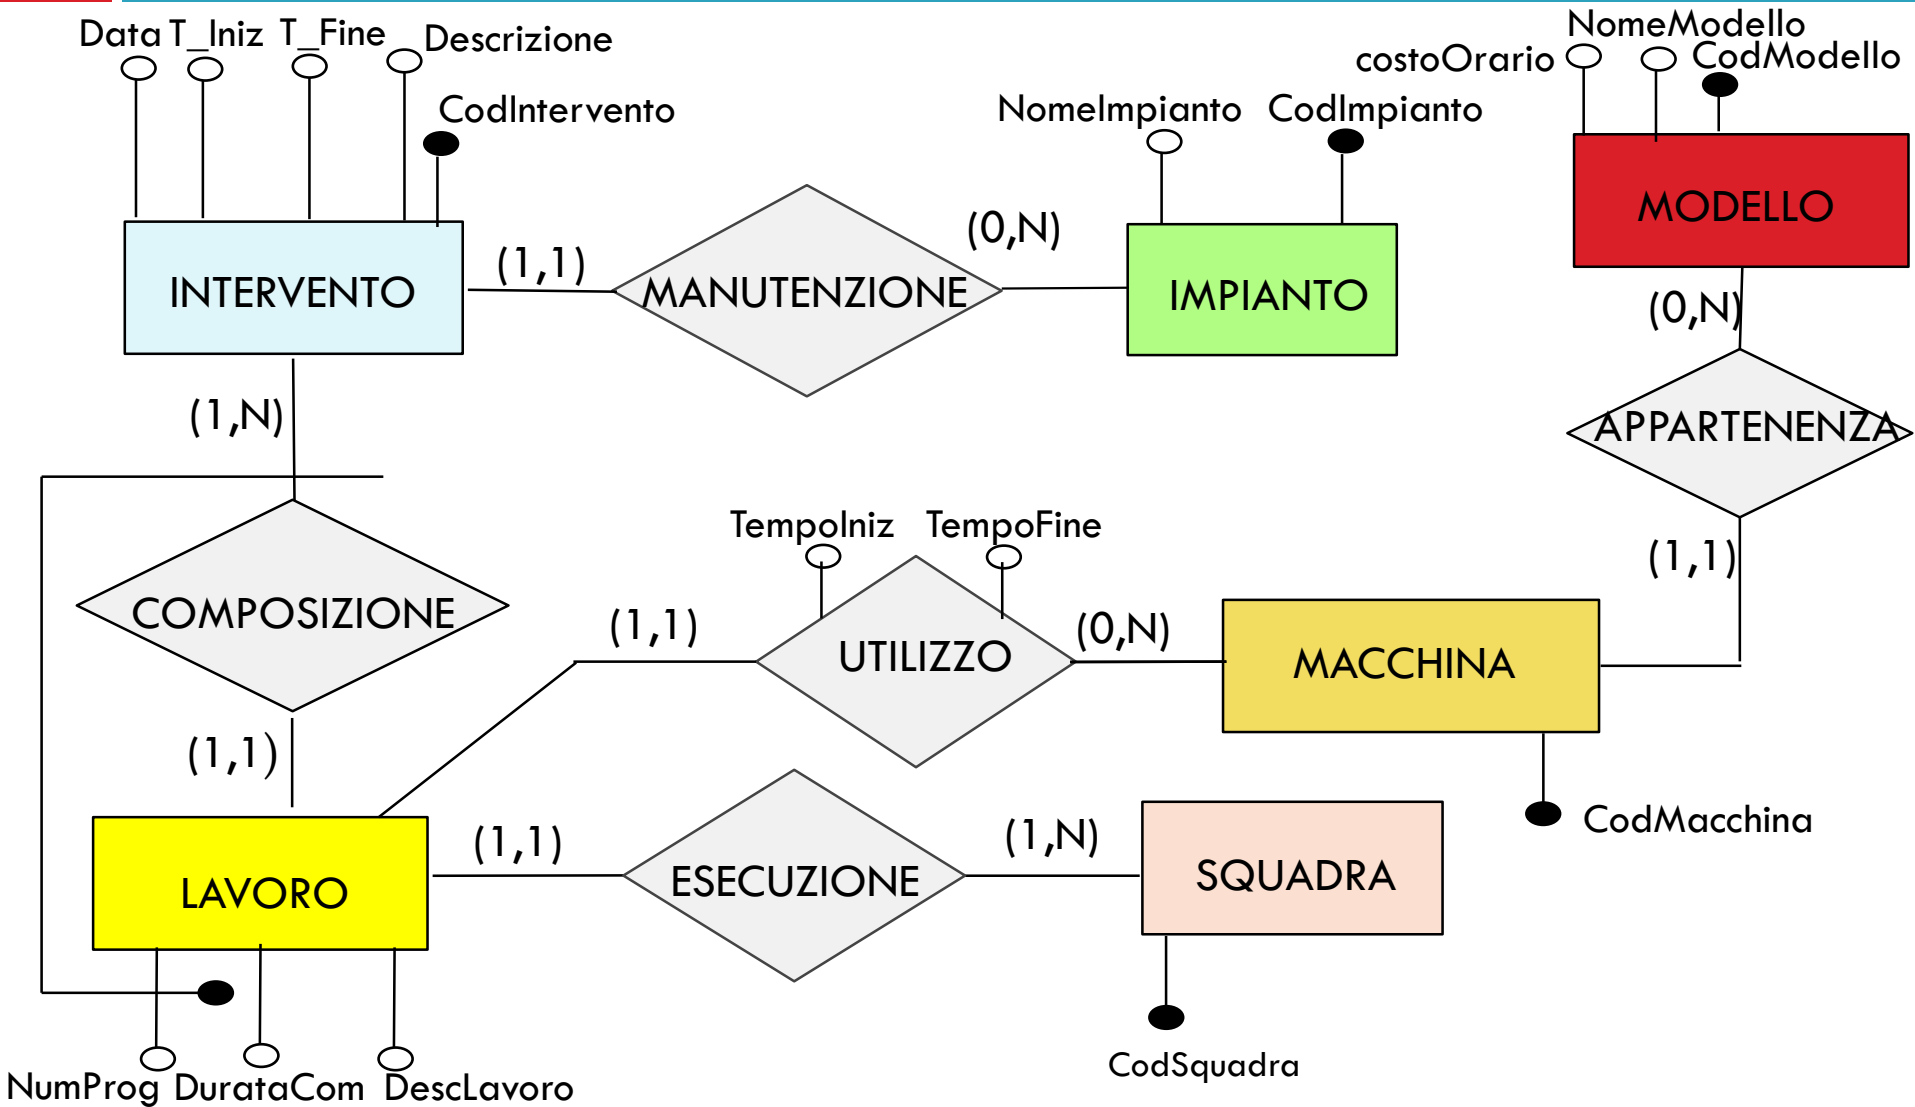 Data T_Iniz T_Fine Descrizione
CodIntervento
NomeImpianto CodImpianto
NomeModello
costoOrario CodModello
INTERVENTO
(1,1)
MANUTENZIONE
(0,N)
IMPIANTO
MODELLO
(0,N)
APPARTENENZA
(1,1)
(1,N)
COMPOSIZIONE
(1,1)
TempoIniz TempoFine
(1,1)
UTILIZZO
(0,N)
MACCHINA
CodMacchina
LAVORO
(1,1)
ESECUZIONE
(1,N)
SQUADRA
CodSquadra
NumProg DurataCom DescLavoro